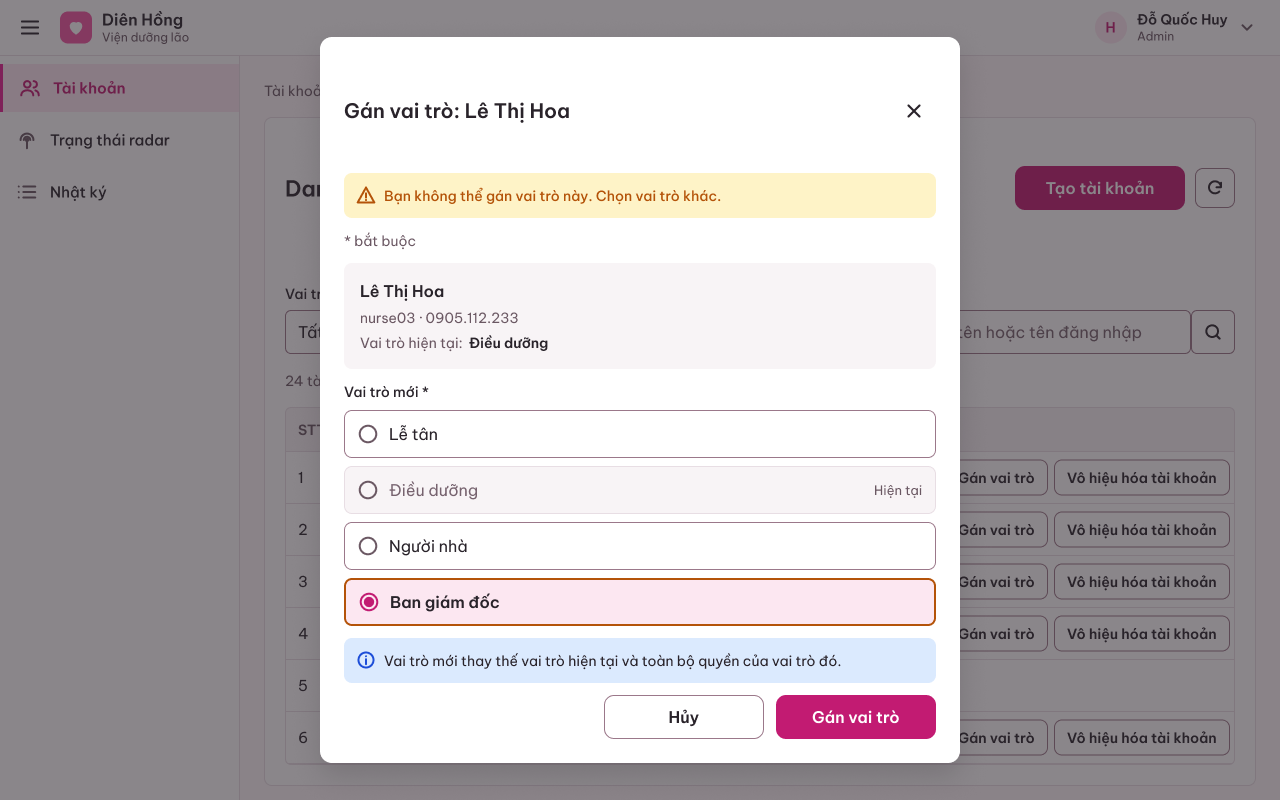 Diên Hồng
Viện dưỡng lão
H
Đỗ Quốc Huy
Admin
Tài khoản
Trạng thái radar
Nhật ký
Gán vai trò: Lê Thị Hoa
Bạn không thể gán vai trò này. Chọn vai trò khác.
* bắt buộc
Lê Thị Hoa
nurse03 · 0905.112.233
Vai trò hiện tại: Điều dưỡng
Vai trò mới *
Lễ tân
Điều dưỡng
Hiện tại
Người nhà
Ban giám đốc
Vai trò mới thay thế vai trò hiện tại và toàn bộ quyền của vai trò đó.
Hủy
Gán vai trò
Tạo tài khoản
hoặc tên đăng nhập
24
STT
1
Gán vai trò
Vô hiệu hóa tài khoản
2
Gán vai trò
Vô hiệu hóa tài khoản
3
Gán vai trò
Vô hiệu hóa tài khoản
4
Gán vai trò
Vô hiệu hóa tài khoản
5
6
Gán vai trò
Vô hiệu hóa tài khoản